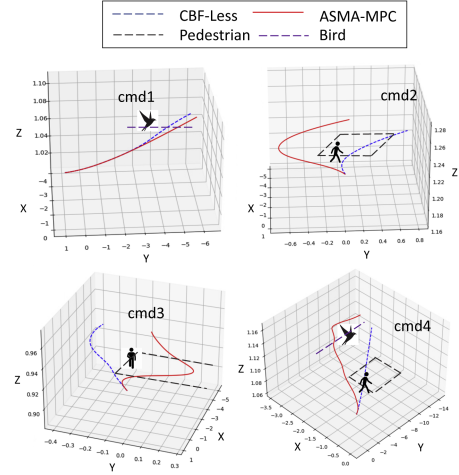 CBF-Less ASMA-MPC
Pedestrian Bird
cmd1
1.10
1.08
1.06
1.04
1.02
Z
−4
−3
−2
−1
0
1
X
1 0 −1 −2 −3 −4 −5 −6
Y
cmd2
1.28
1.26
1.24
1.22
1.20
1.18
1.16
Z
−5
−4
−3
−2
−1
0
1
X
−0.6 −0.4 −0.2 0.0 0.2 0.4 0.6 0.8
Y
cmd3
0.96
0.94
0.92
0.90
Z
−0.4 −0.3 −0.2 −0.1 0.0 0.1 0.2 0.3
Y
−5
−4
−3
−2
−1
0
1
X
cmd4
1.16
1.14
1.12
1.10
1.08
1.06
Z
−3.5
−3.0
−2.5
−2.0
−1.5
−1.0
−0.5
0.0
X
0 −2 −4 −6 −8 −10 −12 −14
Y